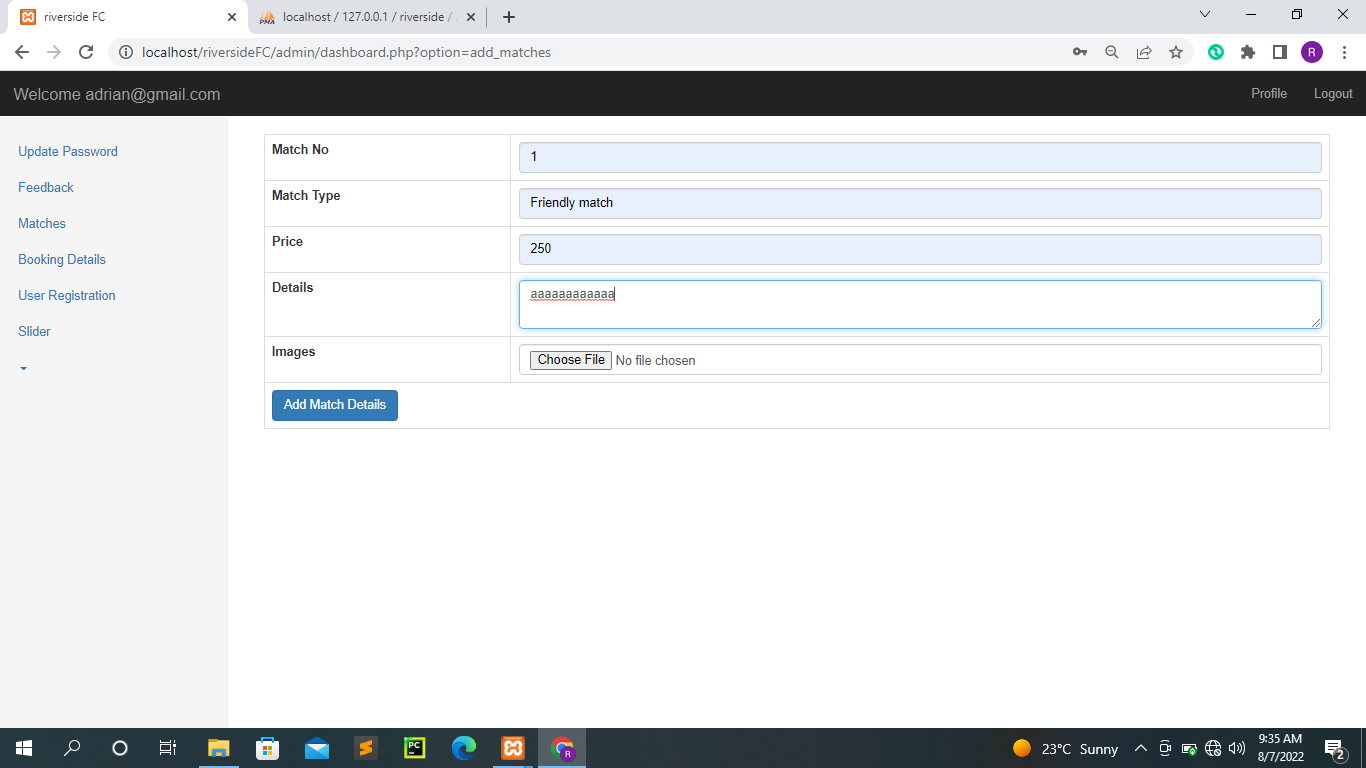 riverside FC
localhost / 127.0.0.1 / riverside /
localhost/riversideFC/admin/dashboard.php?option=add_matches
R
Welcome adrian@gmail.com
Profile
Logout
Update Password
Feedback
Matches
Booking Details
User Registration
Slider
Match No
1
Match Type
Friendly match
Price
250
Details
aaaaaaaaaaaa
Images
Choose File No file chosen
Add Match Details
PC
R
23°C Sunny
9:35 AM
8/7/2022
2